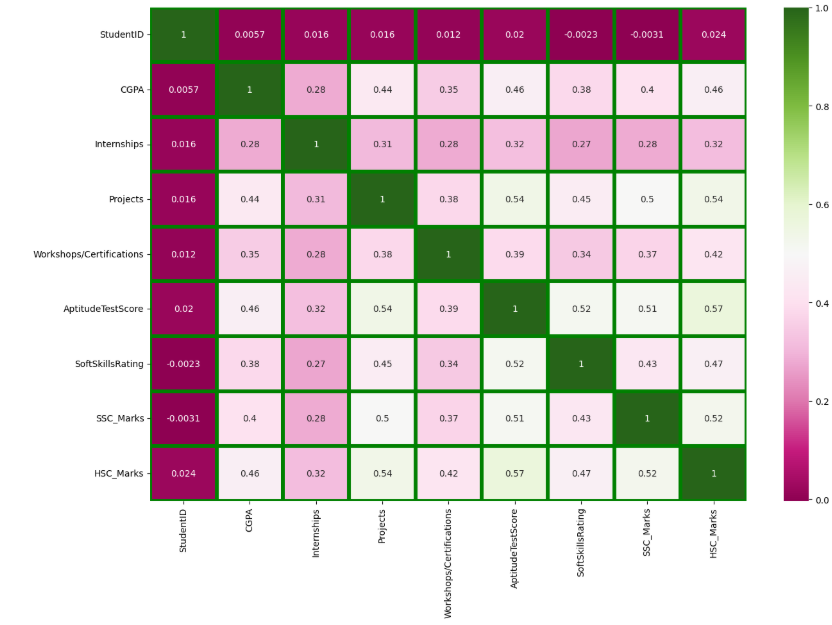 StudentID 1 0.0057 0.016 0.016 0.012 0.02 -0.0023 -0.0031 0.024
CGPA 0.0057 1 0.28 0.44 0.35 0.46 0.38 0.4 0.46
Internships 0.016 0.28 1 0.31 0.28 0.32 0.27 0.28 0.32
Projects 0.016 0.44 0.31 1 0.38 0.54 0.45 0.5 0.54
Workshops/Certifications 0.012 0.35 0.28 0.38 1 0.39 0.34 0.37 0.42
AptitudeTestScore 0.02 0.46 0.32 0.54 0.39 1 0.52 0.51 0.57
SoftSkillsRating -0.0023 0.38 0.27 0.45 0.34 0.52 1 0.43 0.47
SSC_Marks -0.0031 0.4 0.28 0.5 0.37 0.51 0.43 1 0.52
HSC_Marks 0.024 0.46 0.32 0.54 0.42 0.57 0.47 0.52 1
StudentID
CGPA
Internships
Projects
Workshops/Certifications
AptitudeTestScore
SoftSkillsRating
SSC_Marks
HSC_Marks
1.0
0.8
0.6
0.4
0.2
0.0